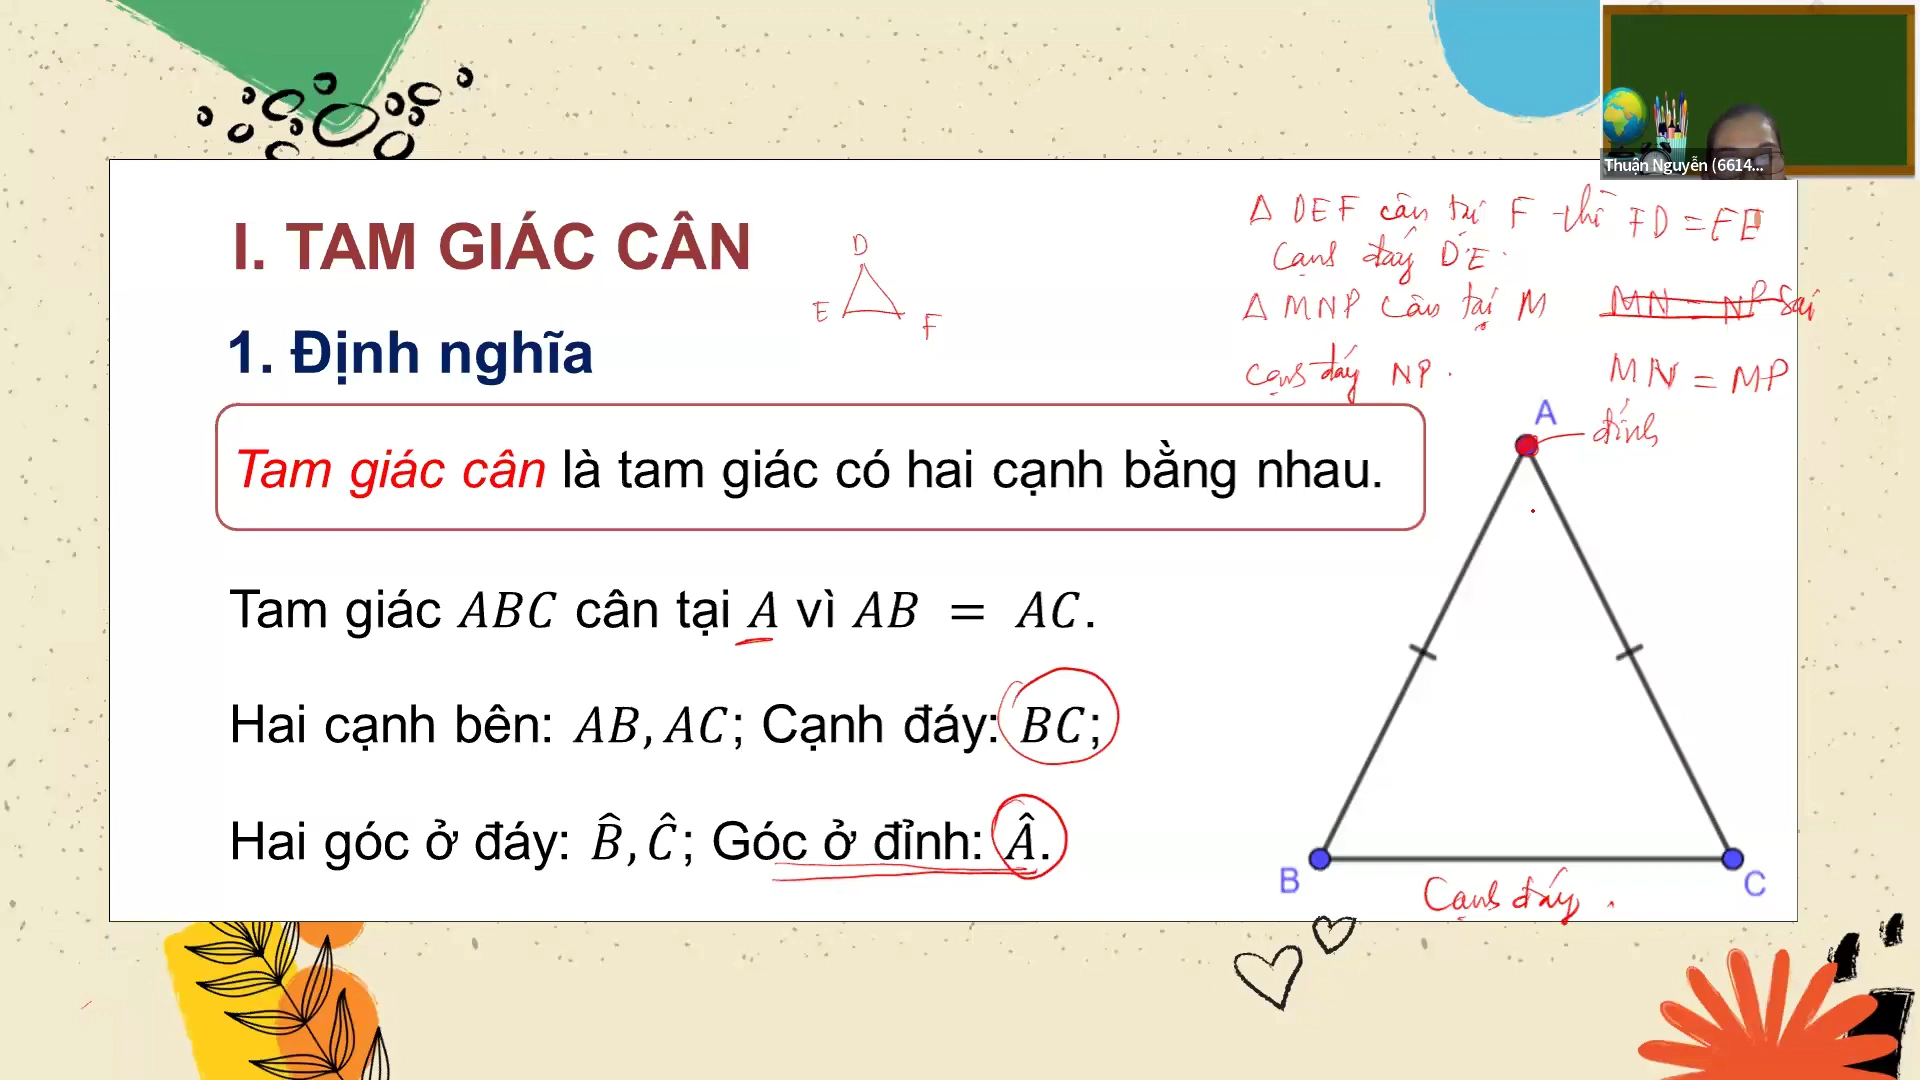 Thuận Nguyễn (6614...
I. TAM GIÁC CÂN
1. Định nghĩa
D
E
F
Δ DEF cân tại F thì FD = FE
Cạnh đáy DE.
Δ MNP cân tại M MN = NP Sai
Cạnh đáy NP. MN = MP
Tam giác cân là tam giác có hai cạnh bằng nhau.
A
đỉnh
Tam giác ABC cân tại A vì AB = AC.
Hai cạnh bên: AB, AC; Cạnh đáy: BC;
Hai góc ở đáy: B̂, Ĉ; Góc ở đỉnh: Â.
B
C
Cạnh đáy.